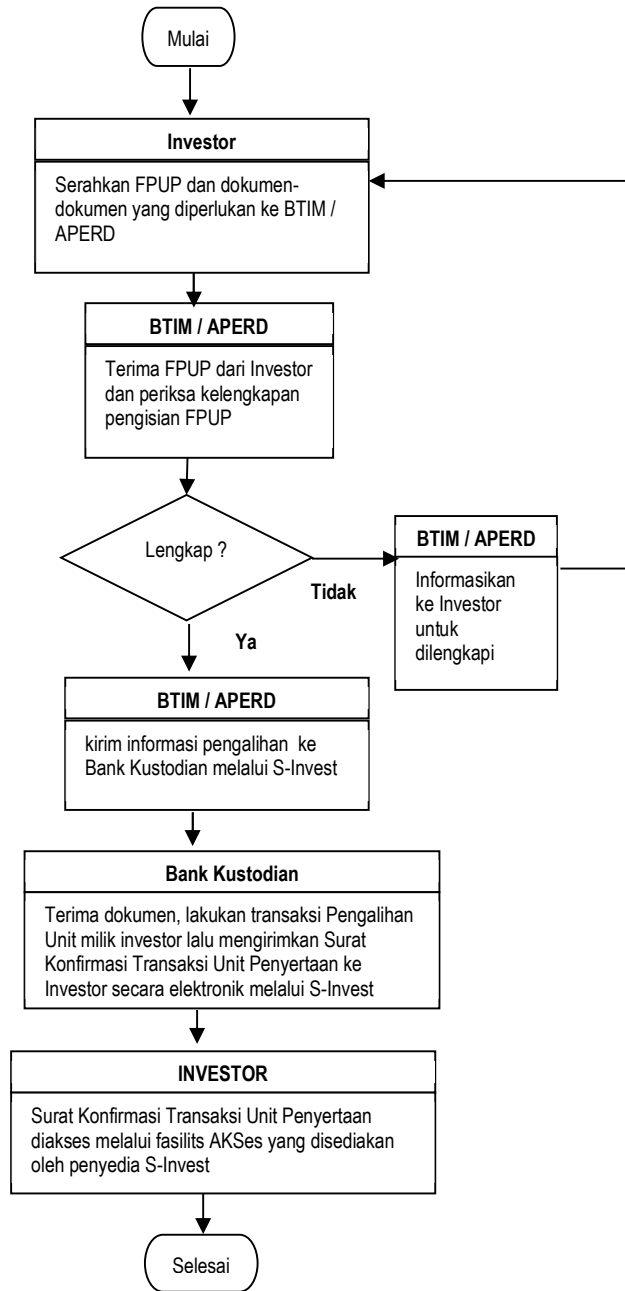 Mulai
Investor
Serahkan FPUP dan dokumen-
dokumen yang diperlukan ke BTIM /
APERD
BTIM / APERD
Terima FPUP dari Investor
dan periksa kelengkapan
pengisian FPUP
Lengkap ?
Tidak
BTIM / APERD
Informasikan
ke Investor
untuk
dilengkapi
Ya
BTIM / APERD
kirim informasi pengalihan ke
Bank Kustodian melalui S-Invest
Bank Kustodian
Terima dokumen, lakukan transaksi Pengalihan
Unit milik investor lalu mengirimkan Surat
Konfirmasi Transaksi Unit Penyertaan ke
Investor secara elektronik melalui S-Invest
INVESTOR
Surat Konfirmasi Transaksi Unit Penyertaan
diakses melalui fasilits AKSes yang disediakan
oleh penyedia S-Invest
Selesai